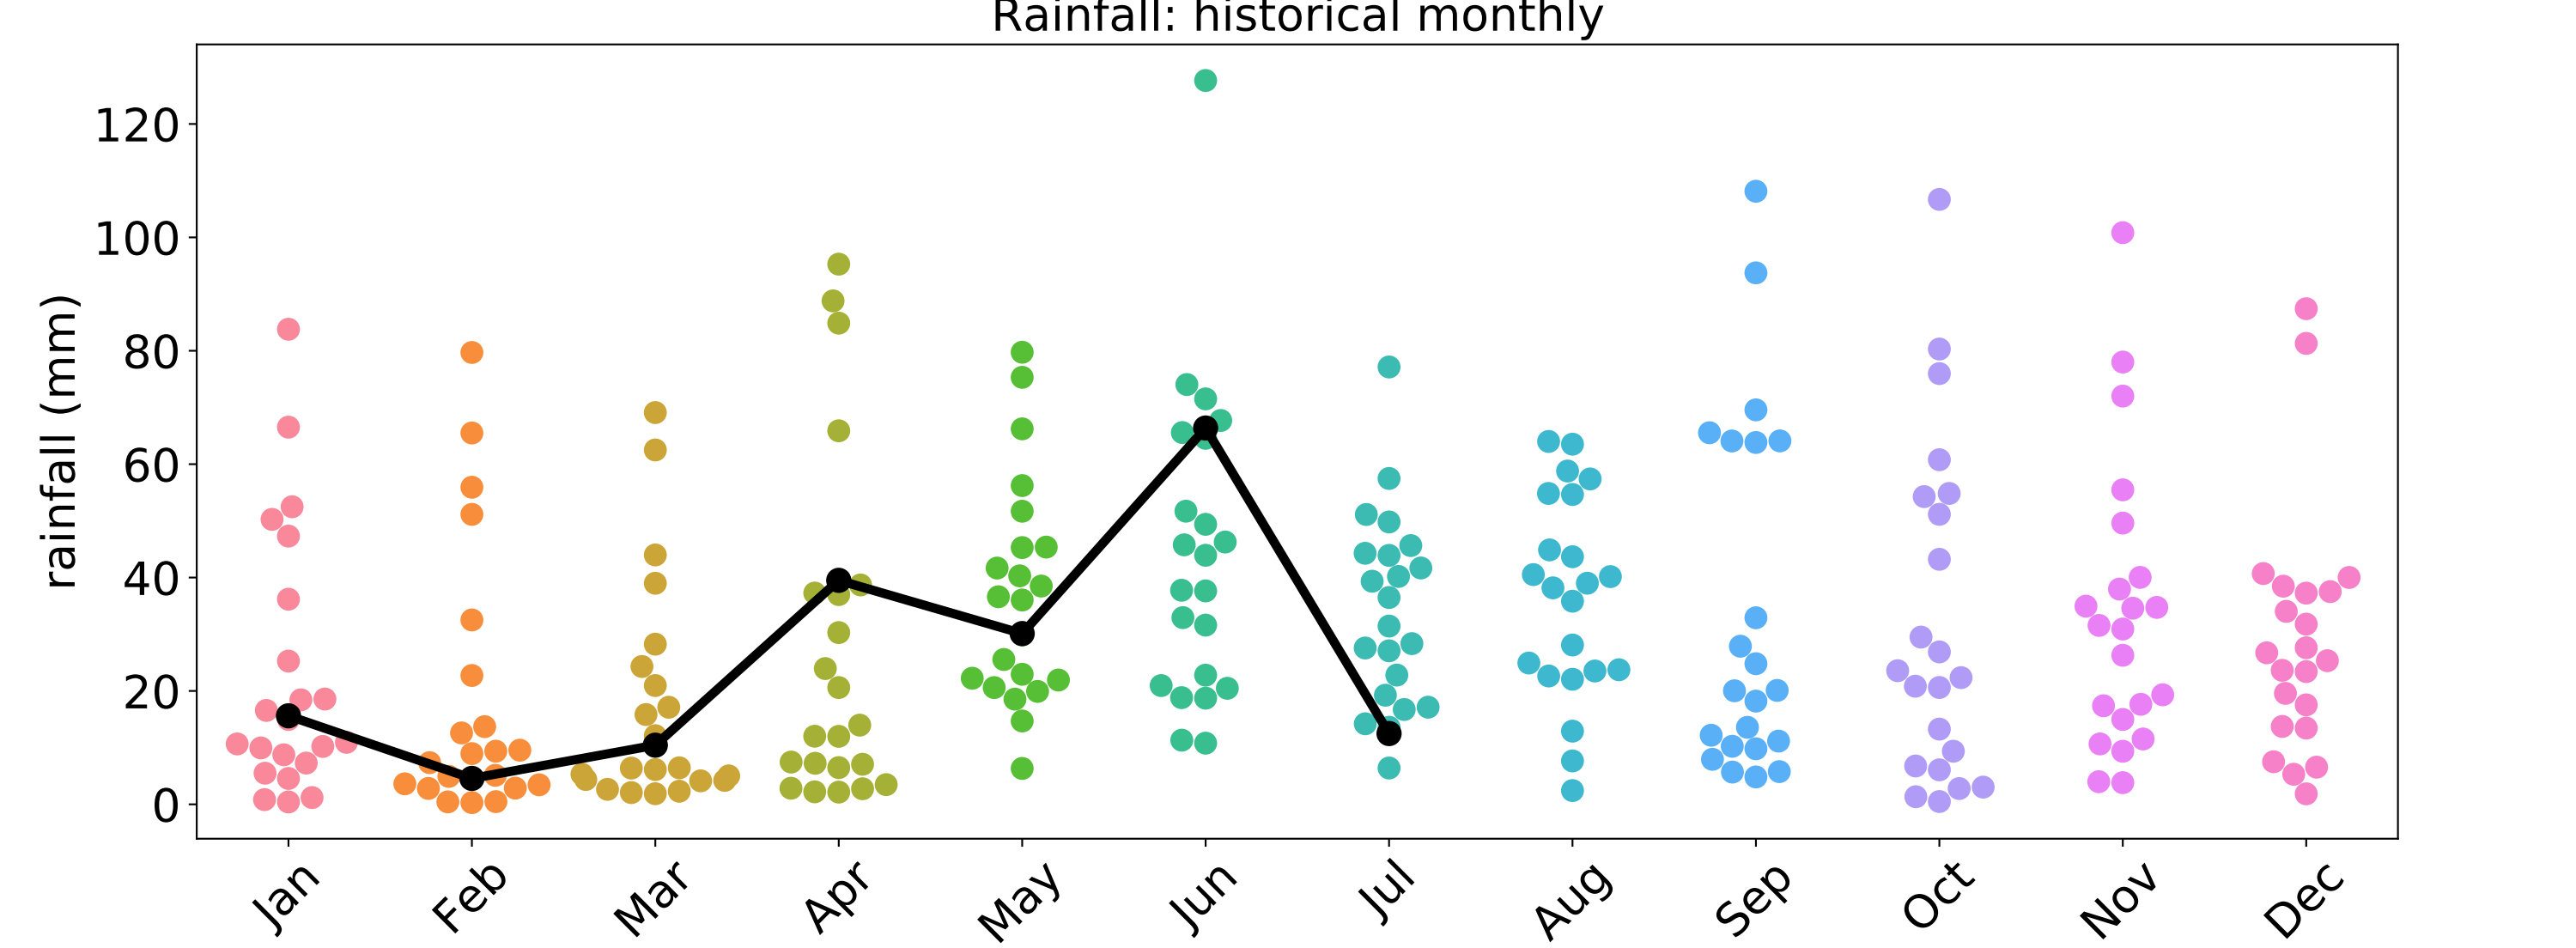 Rainfall: historical monthly
rainfall (mm)
120
100
80
60
40
20
0
Jan
Feb
Mar
Apr
May
Jun
Jul
Aug
Sep
Oct
Nov
Dec